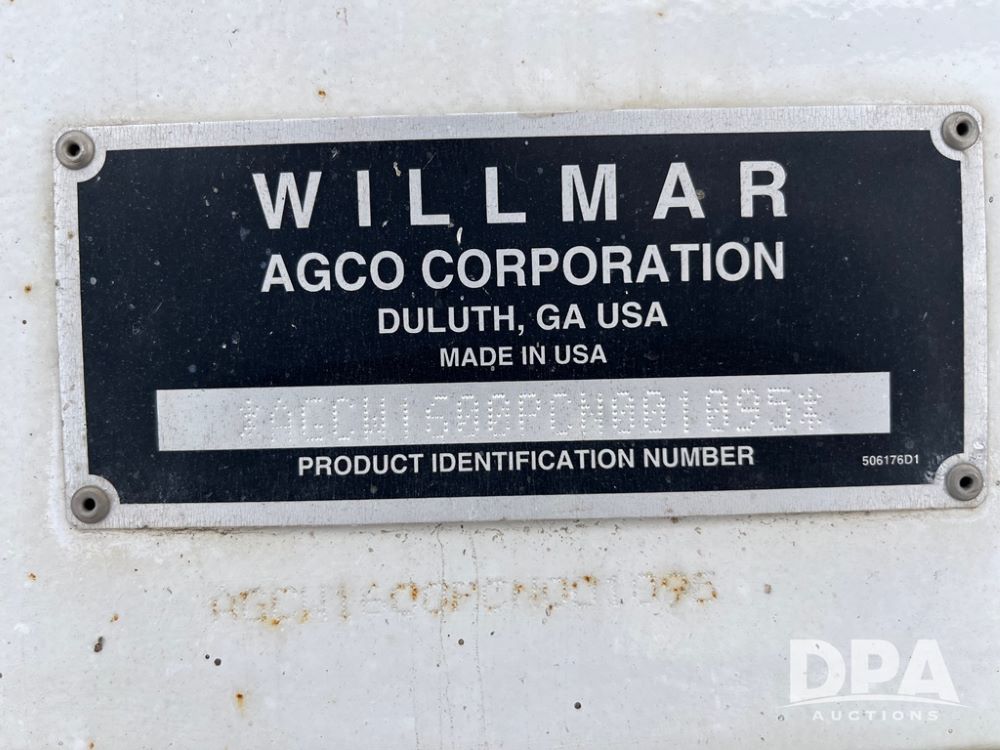 WILLMAR
AGCO CORPORATION
DULUTH, GA USA
MADE IN USA
*AGCW1600PCN001095*
PRODUCT IDENTIFICATION NUMBER
506176D1
AGCW1600PCN001095
DPA
AUCTIONS